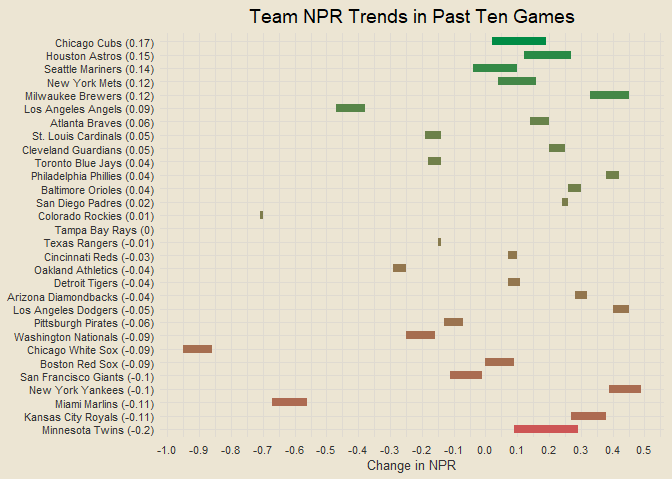 Team NPR Trends in Past Ten Games
Chicago Cubs (0.17)
Houston Astros (0.15)
Seattle Mariners (0.14)
New York Mets (0.12)
Milwaukee Brewers (0.12)
Los Angeles Angels (0.09)
Atlanta Braves (0.06)
St. Louis Cardinals (0.05)
Cleveland Guardians (0.05)
Toronto Blue Jays (0.04)
Philadelphia Phillies (0.04)
Baltimore Orioles (0.04)
San Diego Padres (0.02)
Colorado Rockies (0.01)
Tampa Bay Rays (0)
Texas Rangers (-0.01)
Cincinnati Reds (-0.03)
Oakland Athletics (-0.04)
Detroit Tigers (-0.04)
Arizona Diamondbacks (-0.04)
Los Angeles Dodgers (-0.05)
Pittsburgh Pirates (-0.06)
Washington Nationals (-0.09)
Chicago White Sox (-0.09)
Boston Red Sox (-0.09)
San Francisco Giants (-0.1)
New York Yankees (-0.1)
Miami Marlins (-0.11)
Kansas City Royals (-0.11)
Minnesota Twins (-0.2)
-1.0 -0.9 -0.8 -0.7 -0.6 -0.5 -0.4 -0.3 -0.2 -0.1 0.0 0.1 0.2 0.3 0.4 0.5
Change in NPR